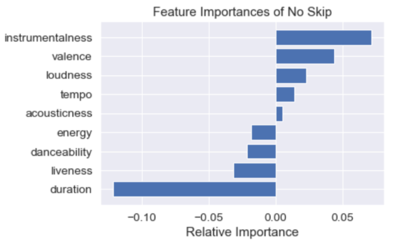 Feature Importances of No Skip
instrumentalness
valence
loudness
tempo
acousticness
energy
danceability
liveness
duration
−0.10 −0.05 0.00 0.05
Relative Importance